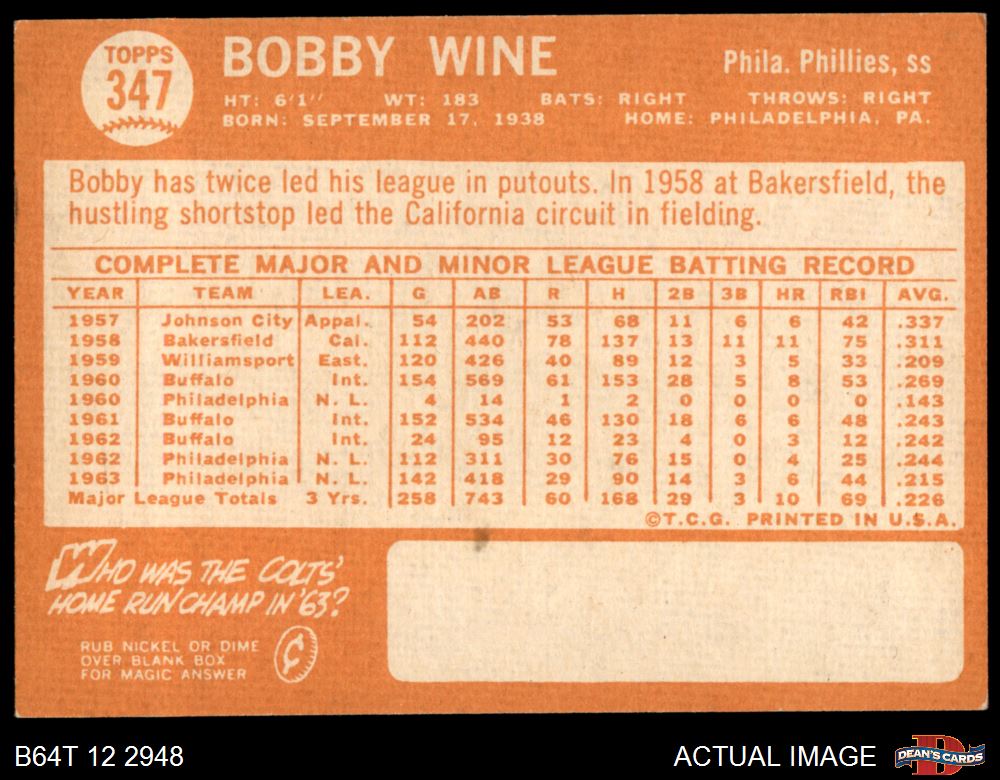 TOPPS
347
BOBBY WINE
Phila. Phillies, ss
HT: 6'1" WT: 183 BATS: RIGHT THROWS: RIGHT
BORN: SEPTEMBER 17, 1938 HOME: PHILADELPHIA, PA.
Bobby has twice led his league in putouts. In 1958 at Bakersfield, the
hustling shortstop led the California circuit in fielding.
COMPLETE MAJOR AND MINOR LEAGUE BATTING RECORD
YEAR TEAM LEA. G AB R H 2B 3B HR RBI AVG.
1957 Johnson City Appal. 54 202 53 68 11 6 6 42 .337
1958 Bakersfield Cal. 112 440 78 137 13 11 11 75 .311
1959 Williamsport East. 120 426 40 89 12 3 5 33 .209
1960 Buffalo Int. 154 569 61 153 28 5 8 53 .269
1960 Philadelphia N. L. 4 14 1 2 0 0 0 0 .143
1961 Buffalo Int. 152 534 46 130 18 6 6 48 .243
1962 Buffalo Int. 24 95 12 23 4 0 3 12 .242
1962 Philadelphia N. L. 112 311 30 76 15 0 4 25 .244
1963 Philadelphia N. L. 142 418 29 90 14 3 6 44 .215
Major League Totals 3 Yrs. 258 743 60 168 29 3 10 69 .226
©T.C.G. PRINTED IN U.S.A.
WHO WAS THE COLTS'
HOME RUN CHAMP IN '63?
RUB NICKEL OR DIME
OVER BLANK BOX
FOR MAGIC ANSWER
¢
B64T 12 2948
ACTUAL IMAGE
D
DEAN'S CARDS